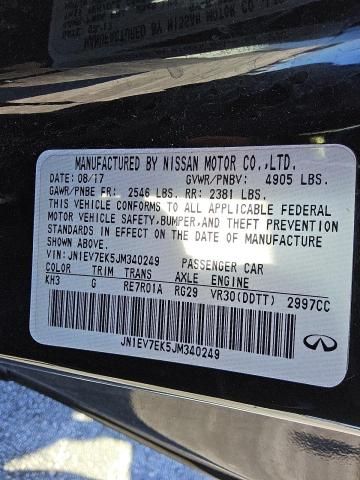 MANUFACTURED BY NISSAN MOTOR CO.,LTD.
DATE: 08/17 GVWR/PNBV: 4905 LBS.
GAWR/PNBE FR: 2546 LBS. RR: 2381 LBS.
THIS VEHICLE CONFORMS TO ALL APPLICABLE FEDERAL
MOTOR VEHICLE SAFETY, BUMPER, AND THEFT PREVENTION
STANDARDS IN EFFECT ON THE DATE OF MANUFACTURE
SHOWN ABOVE.
VIN: JN1EV7EK5JM340249 PASSENGER CAR
COLOR TRIM TRANS AXLE ENGINE
KH3 G RE7R01A RG29 VR30(DDTT) 2997CC
JN1EV7EK5JM340249